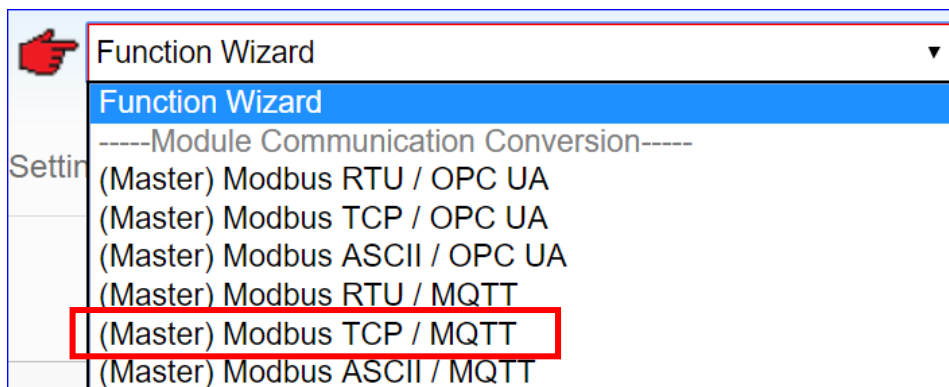 Function Wizard
Function Wizard
-----Module Communication Conversion-----
(Master) Modbus RTU / OPC UA
(Master) Modbus TCP / OPC UA
(Master) Modbus ASCII / OPC UA
(Master) Modbus RTU / MQTT
(Master) Modbus TCP / MQTT
(Master) Modbus ASCII / MQTT